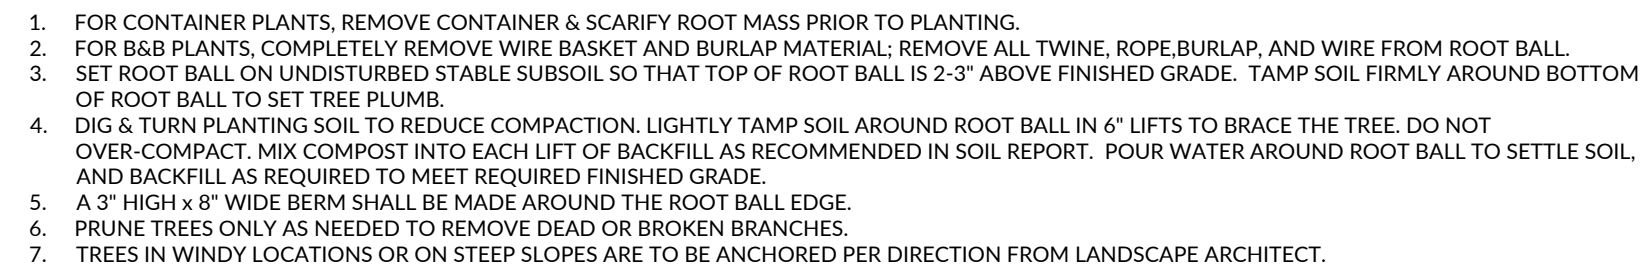 1. FOR CONTAINER PLANTS, REMOVE CONTAINER & SCARIFY ROOT MASS PRIOR TO PLANTING.
2. FOR B&B PLANTS, COMPLETELY REMOVE WIRE BASKET AND BURLAP MATERIAL; REMOVE ALL TWINE, ROPE,BURLAP, AND WIRE FROM ROOT BALL.
3. SET ROOT BALL ON UNDISTURBED STABLE SUBSOIL SO THAT TOP OF ROOT BALL IS 2-3" ABOVE FINISHED GRADE.  TAMP SOIL FIRMLY AROUND BOTTOM
OF ROOT BALL TO SET TREE PLUMB.
4. DIG & TURN PLANTING SOIL TO REDUCE COMPACTION. LIGHTLY TAMP SOIL AROUND ROOT BALL IN 6" LIFTS TO BRACE THE TREE. DO NOT
OVER-COMPACT. MIX COMPOST INTO EACH LIFT OF BACKFILL AS RECOMMENDED IN SOIL REPORT.  POUR WATER AROUND ROOT BALL TO SETTLE SOIL,
AND BACKFILL AS REQUIRED TO MEET REQUIRED FINISHED GRADE.
5. A 3" HIGH x 8" WIDE BERM SHALL BE MADE AROUND THE ROOT BALL EDGE.
6. PRUNE TREES ONLY AS NEEDED TO REMOVE DEAD OR BROKEN BRANCHES.
7. TREES IN WINDY LOCATIONS OR ON STEEP SLOPES ARE TO BE ANCHORED PER DIRECTION FROM LANDSCAPE ARCHITECT.